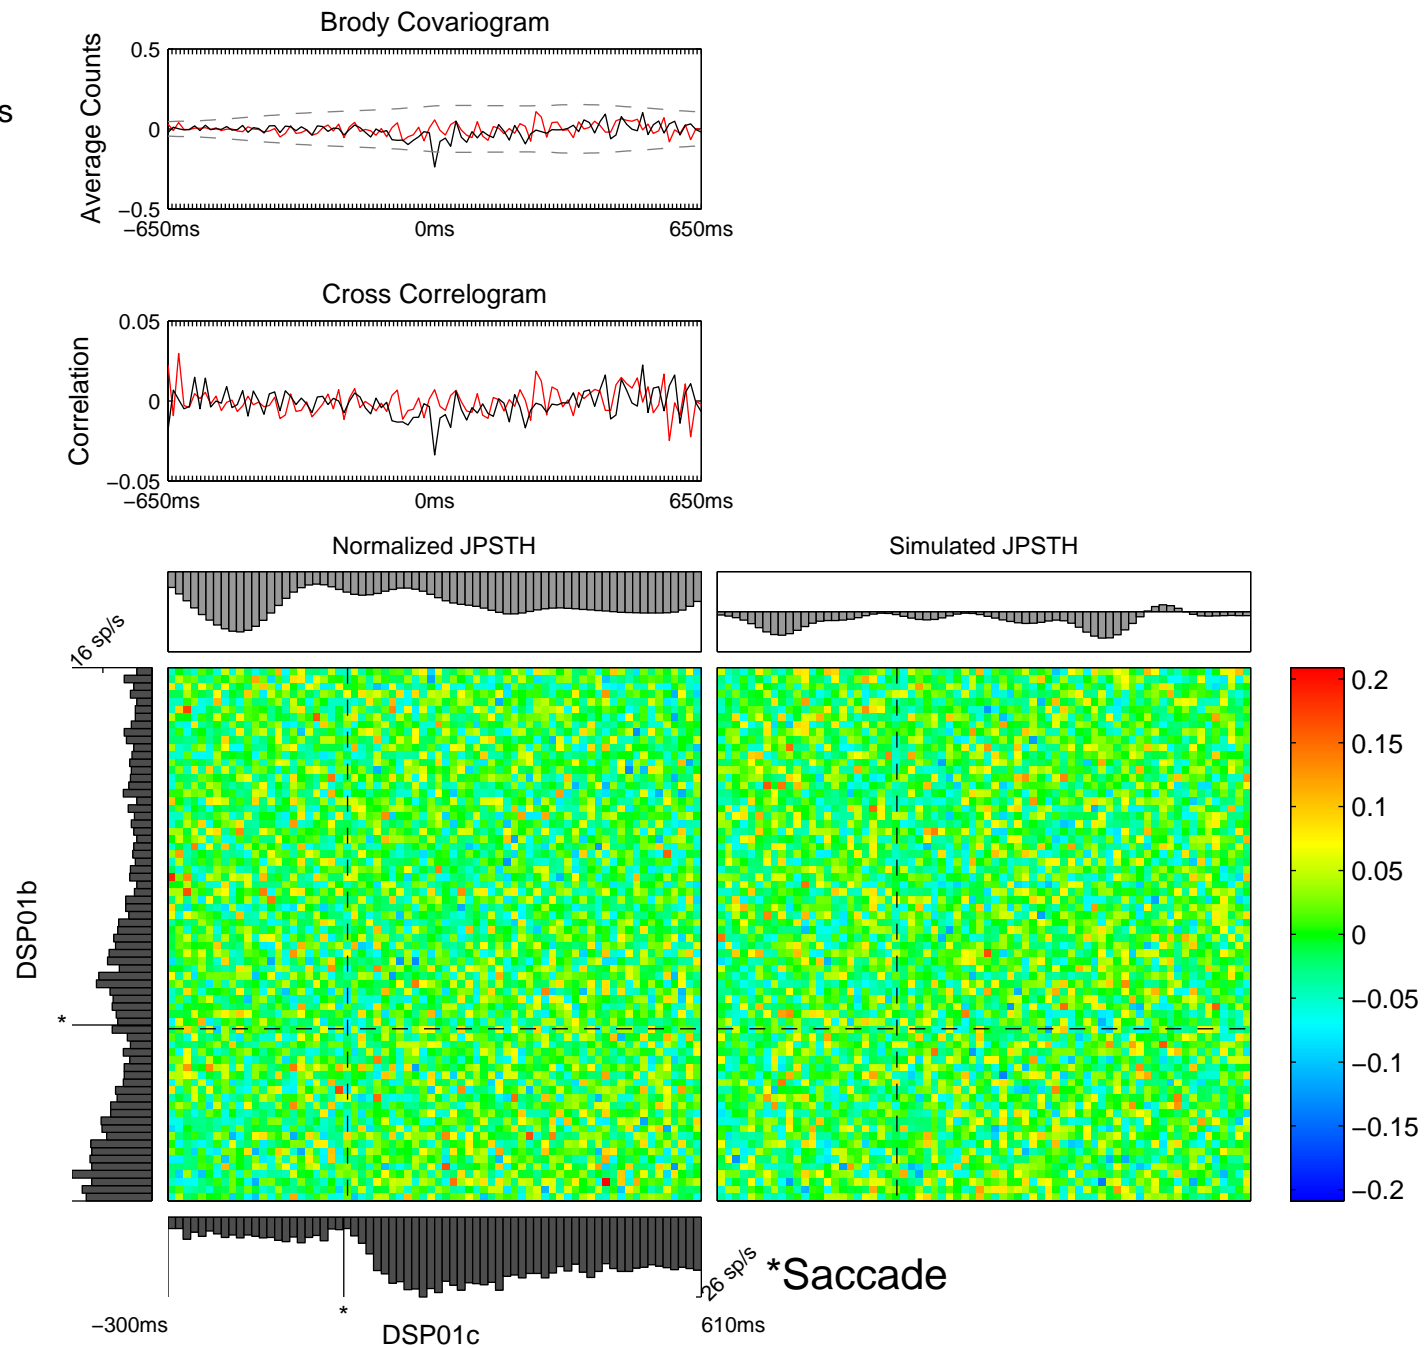 Brody Covariogram
Average Counts
0.5
0
−0.5
−650ms
0ms
650ms
s
Cross Correlogram
Correlation
0.05
0
−0.05
−650ms
0ms
650ms
Normalized JPSTH
Simulated JPSTH
16 sp/s
DSP01b
*
0.2
0.15
0.1
0.05
0
−0.05
−0.1
−0.15
−0.2
26 sp/s
*Saccade
*
−300ms
DSP01c
610ms